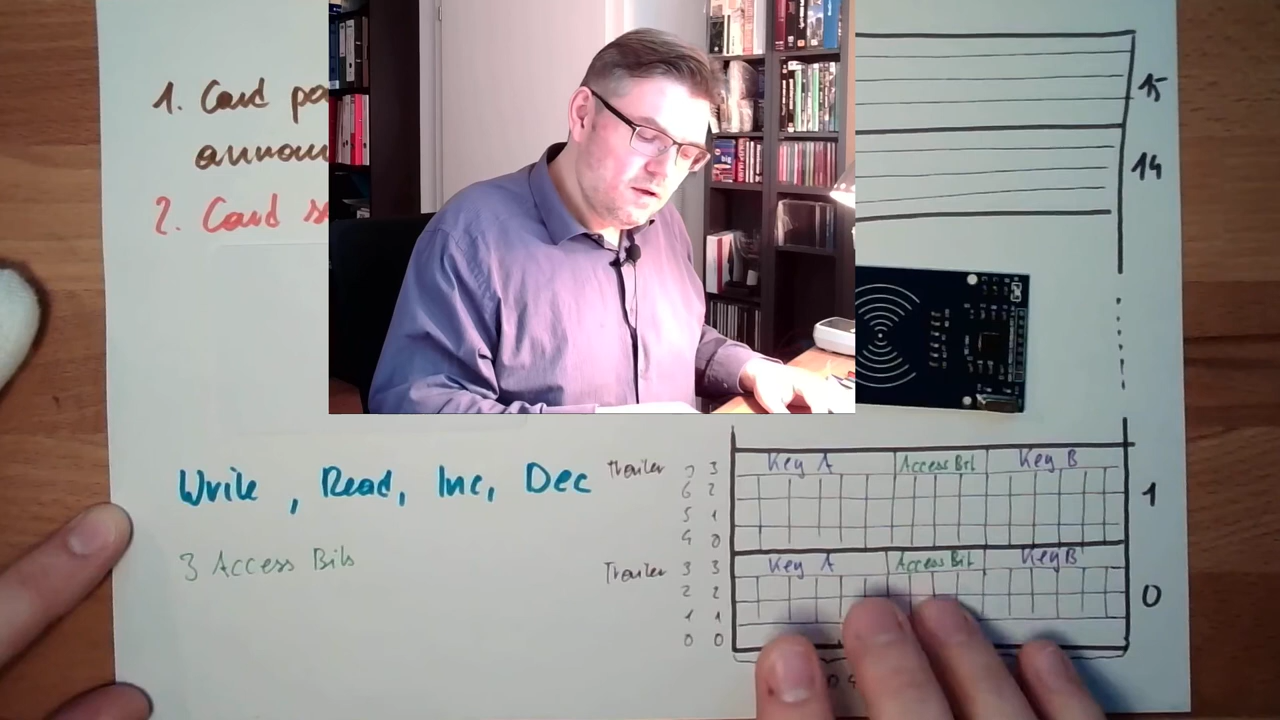 1. Card
2. Card
15
14
Write, Read, Inc, Dec
3 Access Bits
Trailer 7 3 Key A Access Bit Key B
6 2
5 1
4 0
1
Trailer 3 3 Key A Access Bit Key B
2 2
1 1
0 0
0